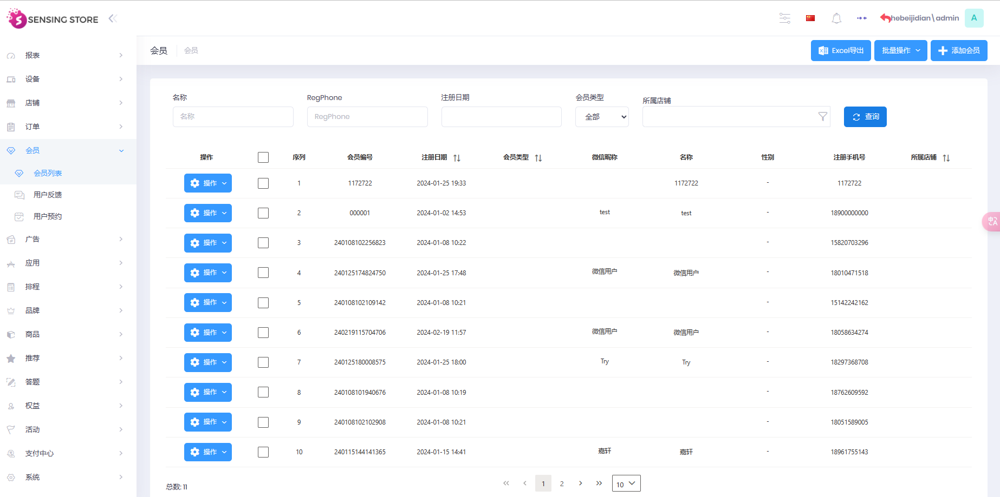 SENSING STORE
hebeijidian\admin
A
会员
会员
Excel导出
批量操作
添加会员
报表
设备
店铺
订单
会员
会员列表
用户反馈
用户预约
广告
应用
排程
品牌
商品
推荐
答题
权益
活动
支付中心
系统
名称
RegPhone
注册日期
会员类型
所属店铺
名称
RegPhone
全部
查询
操作 序列 会员编号 注册日期 会员类型 微信昵称 名称 性别 注册手机号 所属店铺
操作 1 1172722 2024-01-25 19:33 1172722 - 1172722
操作 2 000001 2024-01-02 14:53 test test - 18900000000
操作 3 240108102256823 2024-01-08 10:22 - 15820703296
操作 4 240125174824750 2024-01-25 17:48 微信用户 微信用户 - 18010471518
操作 5 240108102109142 2024-01-08 10:21 - 15142242162
操作 6 240219115704706 2024-02-19 11:57 微信用户 微信用户 - 18058634274
操作 7 240125180008575 2024-01-25 18:00 Try Try - 18297368708
操作 8 240108101940676 2024-01-08 10:19 - 18762609592
操作 9 240108102102908 2024-01-08 10:21 - 18051589005
操作 10 240115144141365 2024-01-15 14:41 嘉轩 嘉轩 - 18961755143
总数: 11
1 2 10
中A